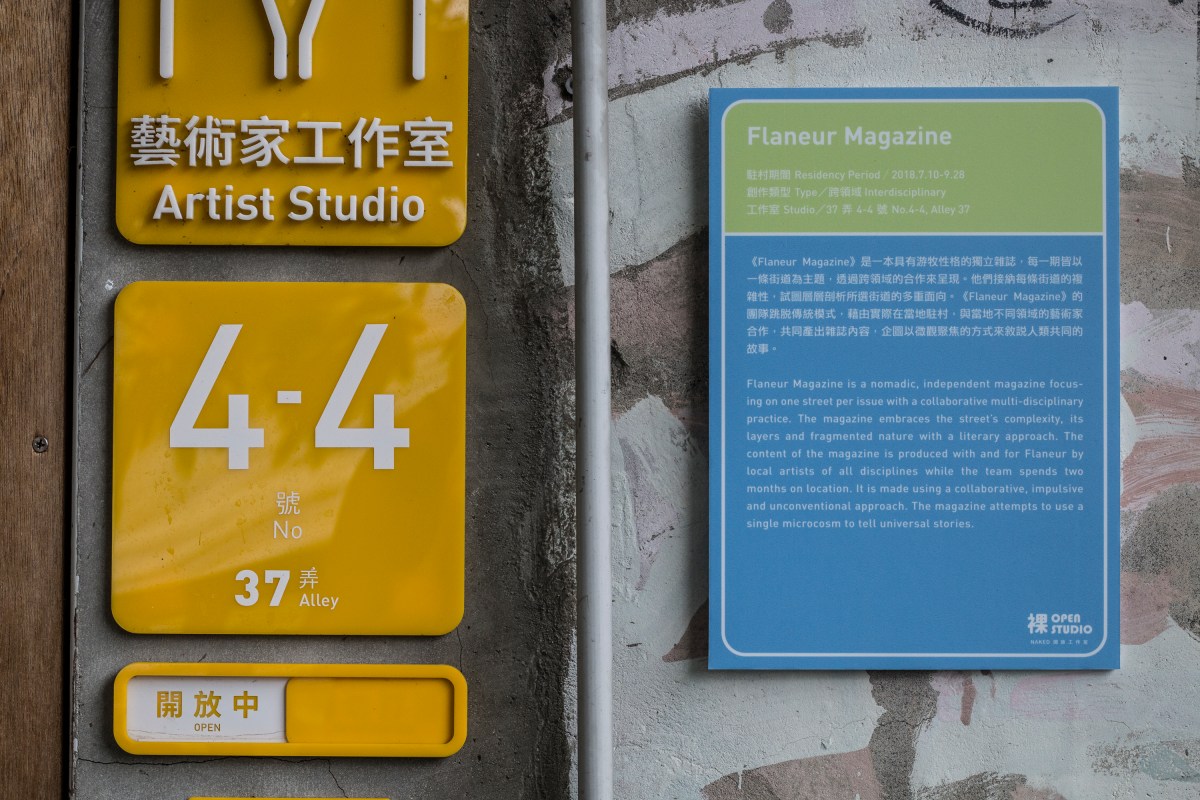 藝術家工作室
Artist Studio
4-4
號
No
37 弄
Alley
開放中
OPEN
Flaneur Magazine
駐村期間 Residency Period / 2018.7.10-9.28
創作類型 Type／跨領域 Interdisciplinary
工作室 Studio／37 弄 4-4 號 No.4-4, Alley 37
《Flaneur Magazine》是一本具有游牧性格的獨立雜誌，每一期皆以
一條街道為主題，透過跨領域的合作來呈現。他們接納每條街道的複
雜性，試圖層層剖析所選街道的多重面向。《Flaneur Magazine》的
團隊跳脫傳統模式，藉由實際在當地駐村，與當地不同領域的藝術家
合作，共同產出雜誌內容，企圖以微觀聚焦的方式來敘說人類共同的
故事。
Flaneur Magazine is a nomadic, independent magazine focus-
ing on one street per issue with a collaborative multi-disciplinary
practice. The magazine embraces the street's complexity, its
layers and fragmented nature with a literary approach. The
content of the magazine is produced with and for Flaneur by
local artists of all disciplines while the team spends two
months on location. It is made using a collaborative, impulsive
and unconventional approach. The magazine attempts to use a
single microcosm to tell universal stories.
裸 OPEN
STUDIO
NAKED